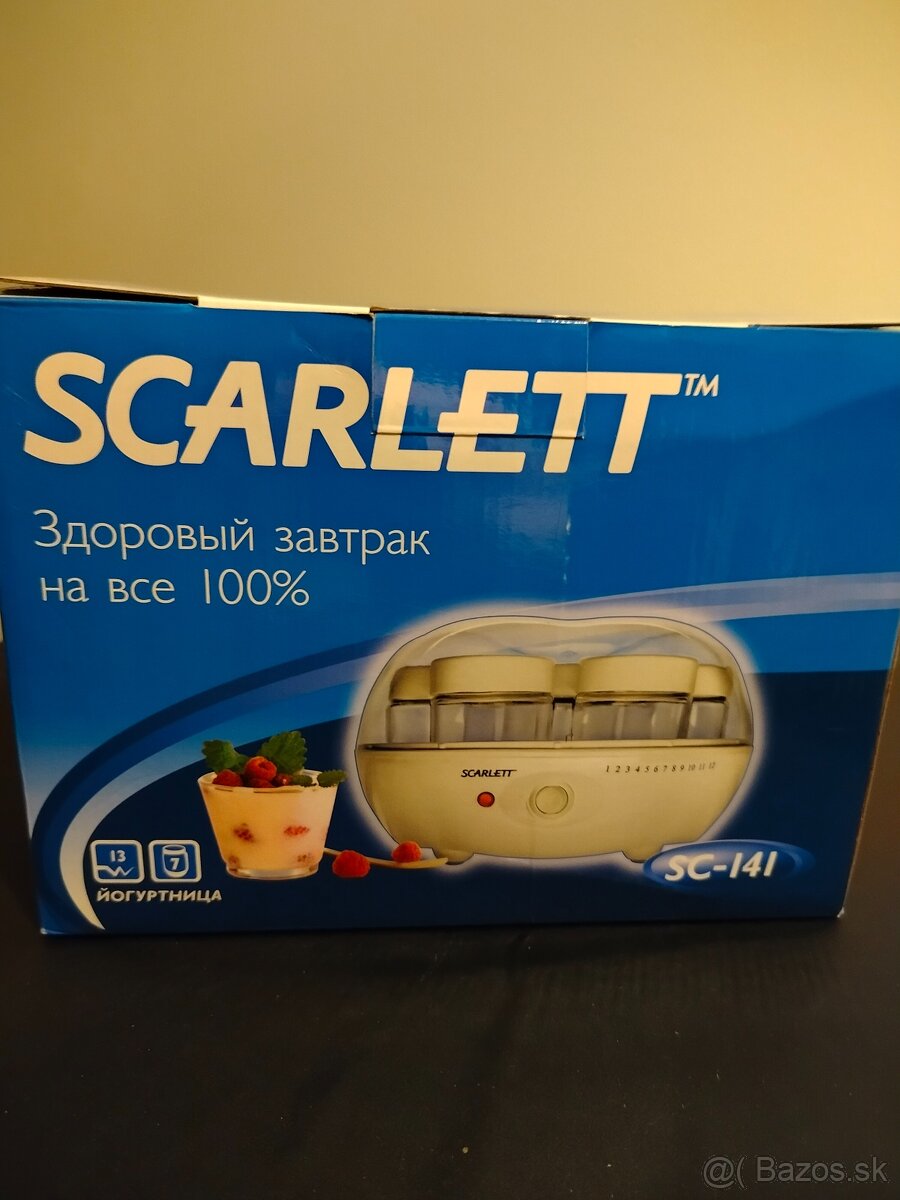 SCARLETT™
Здоровый завтрак
на все 100%
SCARLETT
1 2 3 4 5 6 7 8 9 10 11 12
13
7
ЙОГУРТНИЦА
SC-141
@( Bazos.sk